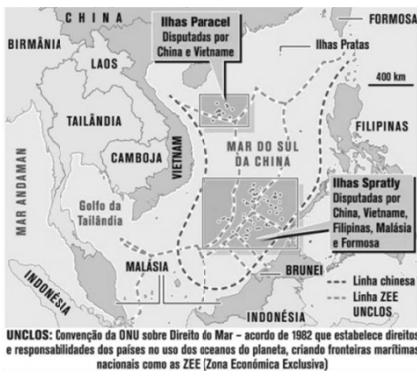 CHINA
FORMOSA
Ilhas Paracel
Disputadas por
China e Vietname
Ilhas Pratas
BIRMÂNIA
LAOS
400 km
TAILÂNDIA
VIETNAM
FILIPINAS
MAR DO SUL
DA CHINA
CAMBOJA
MAR ANDAMAN
Golfo da
Tailândia
Ilhas Spratly
Disputadas por
China, Vietname,
Filipinas, Malásia
e Formosa
MALÁSIA
BRUNEI
INDONÉSIA
INDONÉSIA
Linha chinesa
Linha ZEE
UNCLOS
UNCLOS: Convenção da ONU sobre Direito do Mar – acordo de 1982 que estabelece direitos
e responsabilidades dos países no uso dos oceanos do planeta, criando fronteiras marítimas
nacionais como as ZEE (Zona Económica Exclusiva)